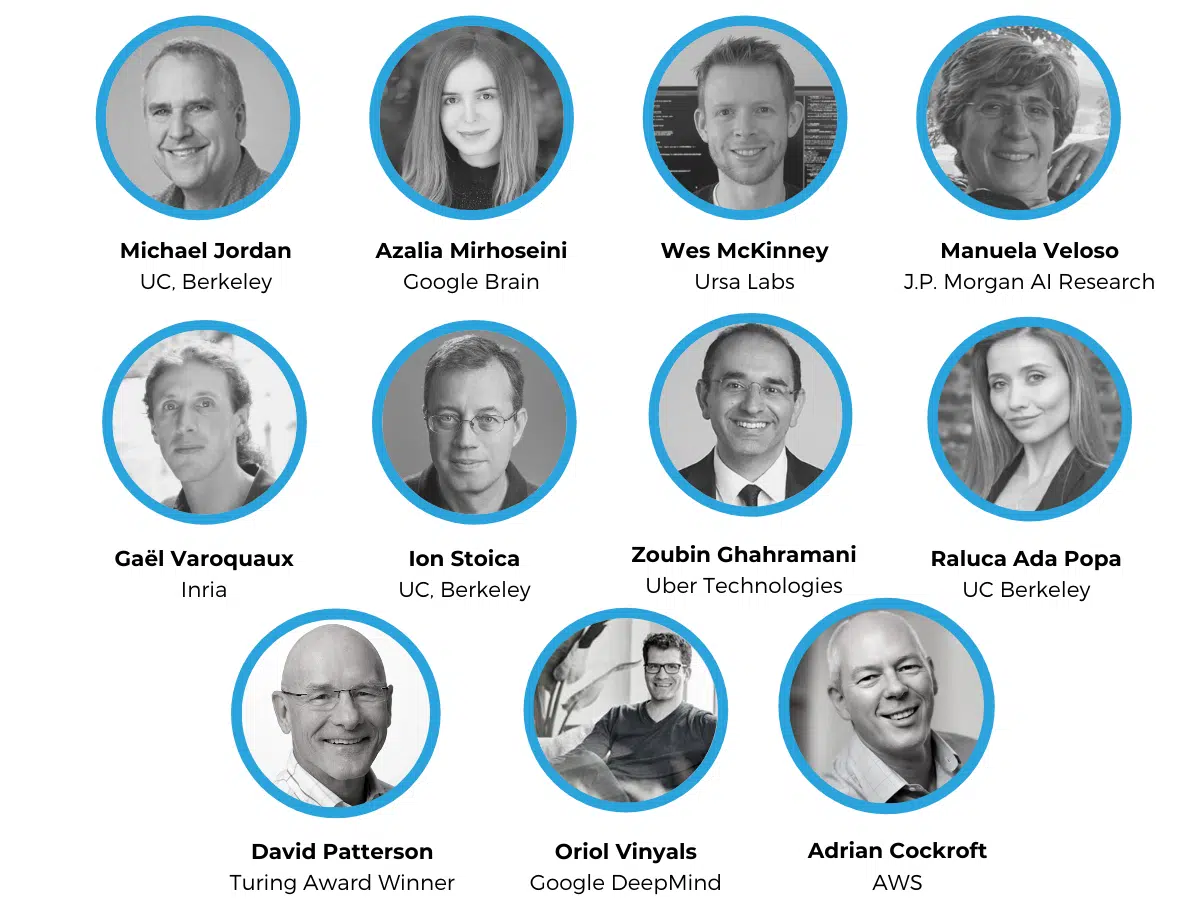 Michael Jordan
UC, Berkeley
Azalia Mirhoseini
Google Brain
Wes McKinney
Ursa Labs
Manuela Veloso
J.P. Morgan AI Research
Gaël Varoquaux
Inria
Ion Stoica
UC, Berkeley
Zoubin Ghahramani
Uber Technologies
Raluca Ada Popa
UC Berkeley
David Patterson
Turing Award Winner
Oriol Vinyals
Google DeepMind
Adrian Cockroft
AWS